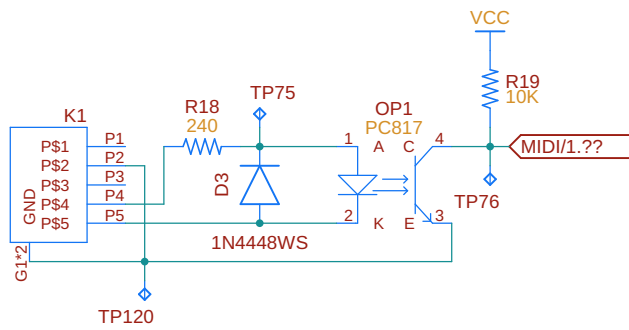 VCC
R19
10K
TP75
R18
240
OP1
PC817
K1
1
A
C
4
MIDI/1.??
P$1
P1
P$2
P2
P$3
P3
P$4
P4
P$5
P5
GND
D3
TP76
2
K
E
3
1N4448WS
G1*2
TP120